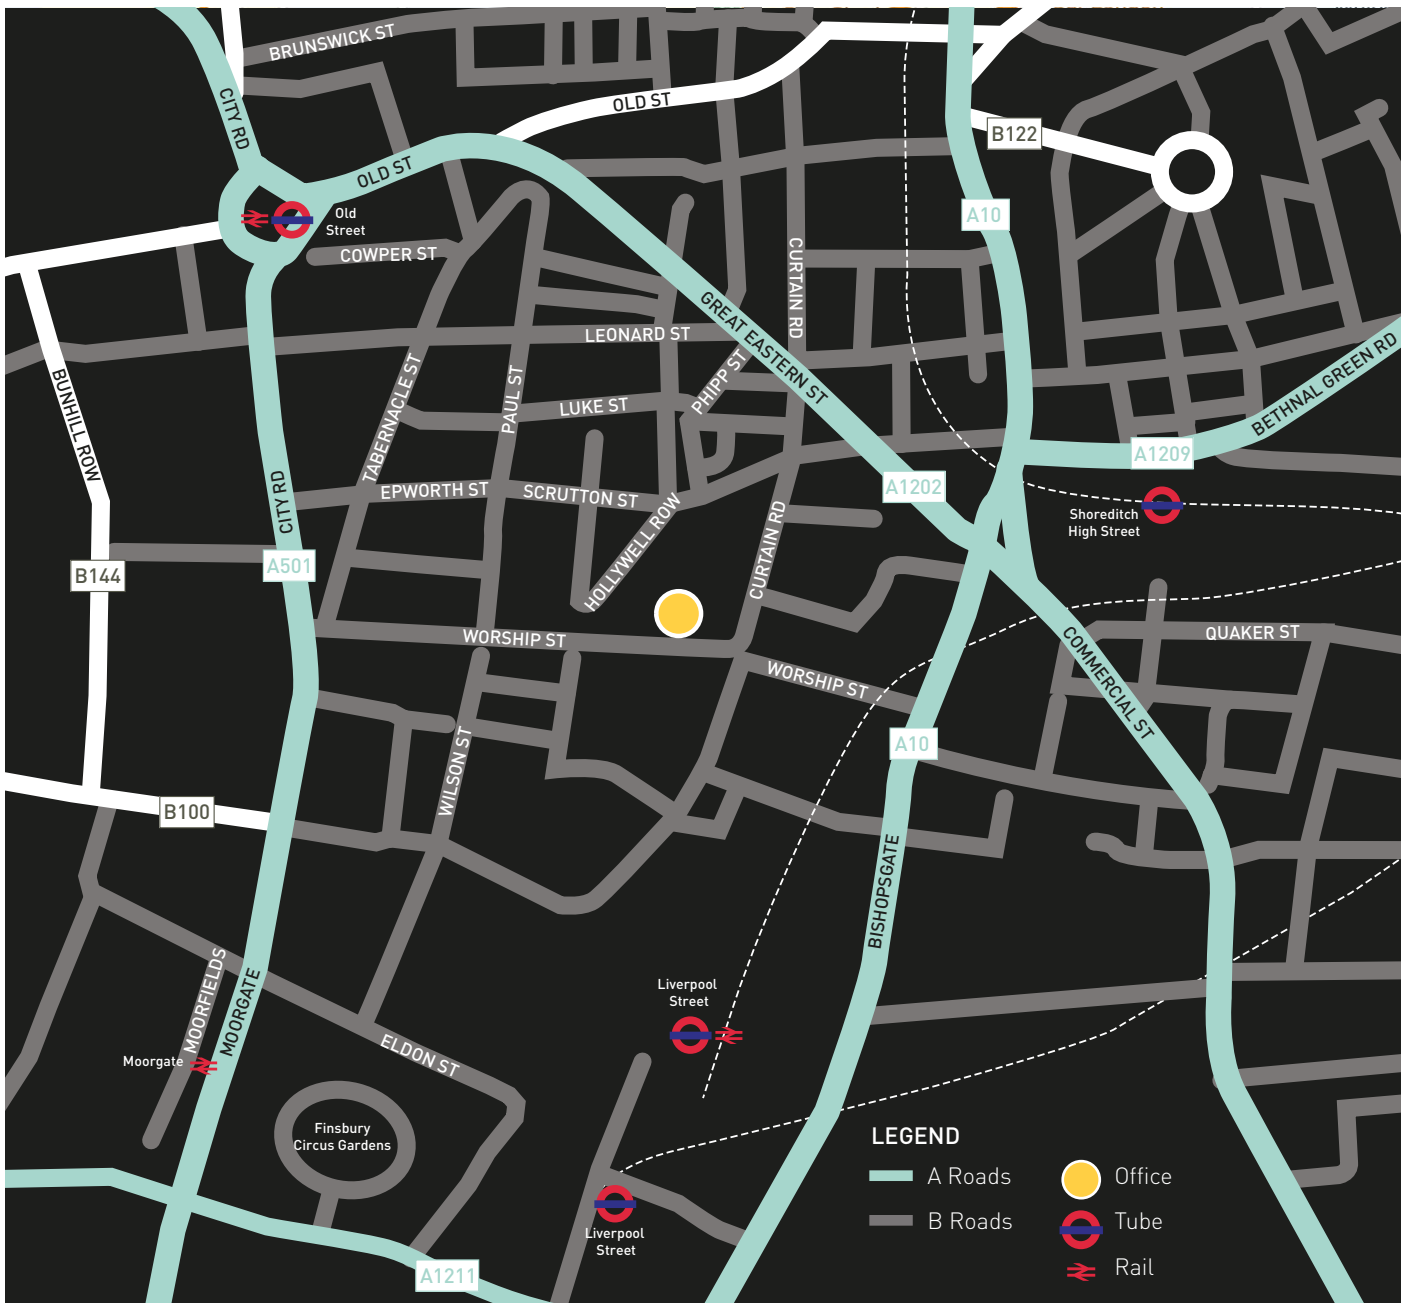 BRUNSWICK ST
CITY RD
OLD ST
B122
OLD ST
A10
Old
Street
COWPER ST
CURTAIN RD
GREAT EASTERN ST
LEONARD ST
BETHNAL GREEN RD
PHIPP ST
TABERNACLE ST
PAUL ST
LUKE ST
BUNHILL ROW
A1209
EPWORTH ST
SCRUTTON ST
A1202
CITY RD
HOLLYWELL ROW
CURTAIN RD
Shoreditch
High Street
A501
B144
WORSHIP ST
QUAKER ST
WORSHIP ST
COMMERCIAL ST
A10
WILSON ST
B100
BISHOPSGATE
MOORFIELDS
MOORGATE
Liverpool
Street
Moorgate
ELDON ST
Finsbury
Circus Gardens
LEGEND
A Roads
Office
B Roads
Tube
Rail
Liverpool
Street
A1211